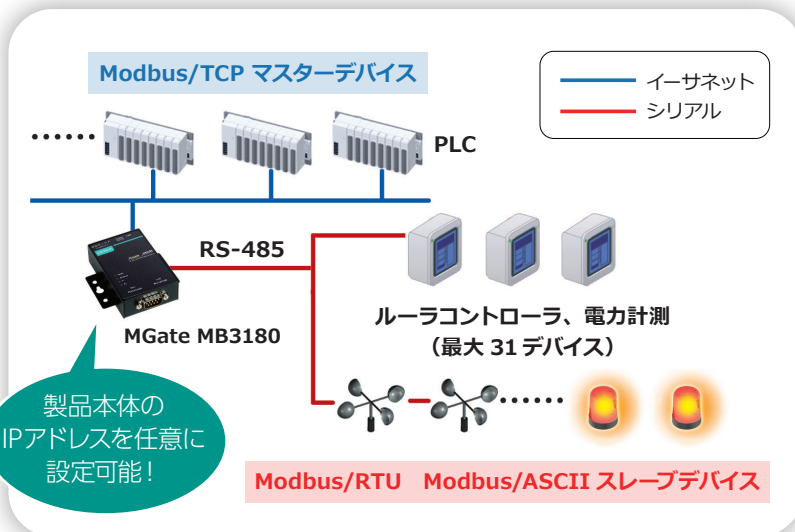 Modbus/TCP マスターデバイス
イーサネット
シリアル
PLC
RS-485
MGate MB3180
ルーラコントローラ、電力計測
（最大 31 デバイス）
製品本体の
IPアドレスを任意に
設定可能！
Modbus/RTU Modbus/ASCII スレーブデバイス